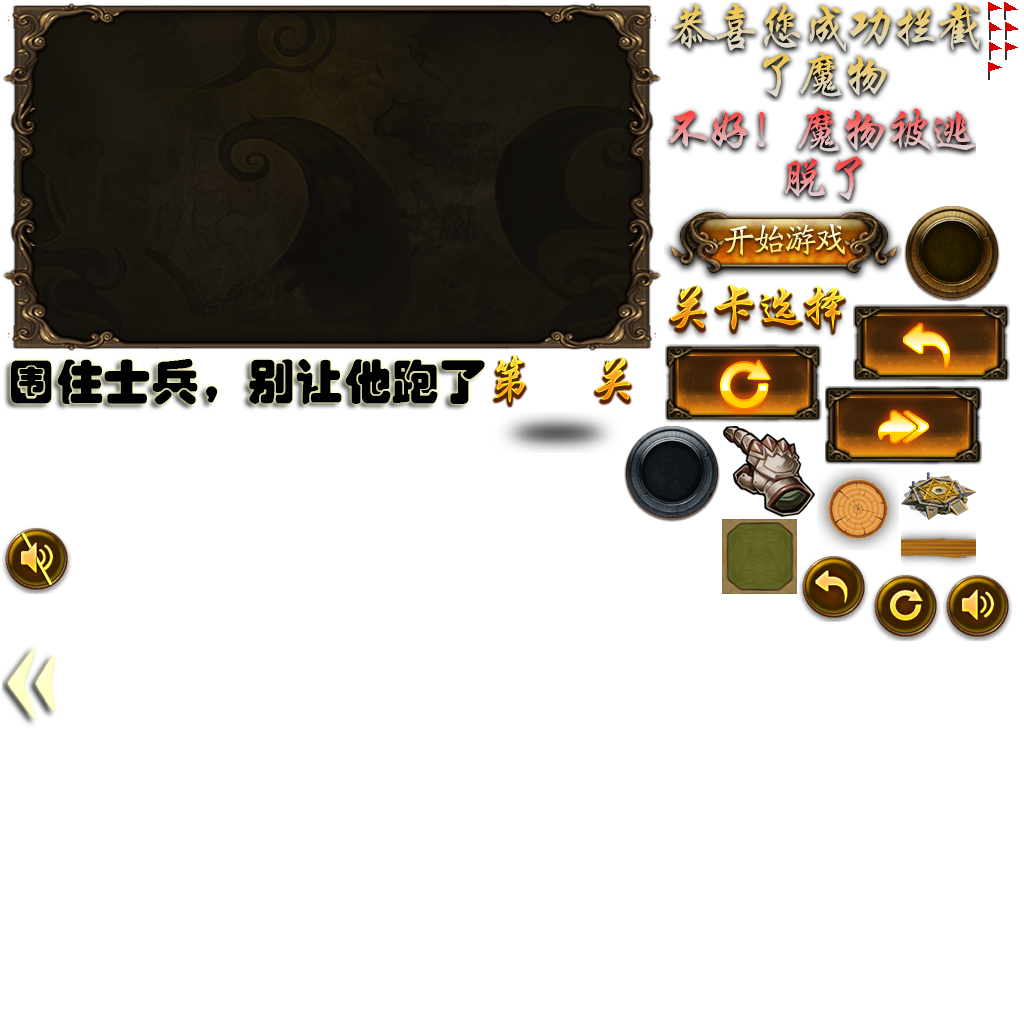 恭喜您成功拦截
了魔物
不好！魔物被逃
脱了
开始游戏
关卡选择
围住士兵，别让他跑了
第 关